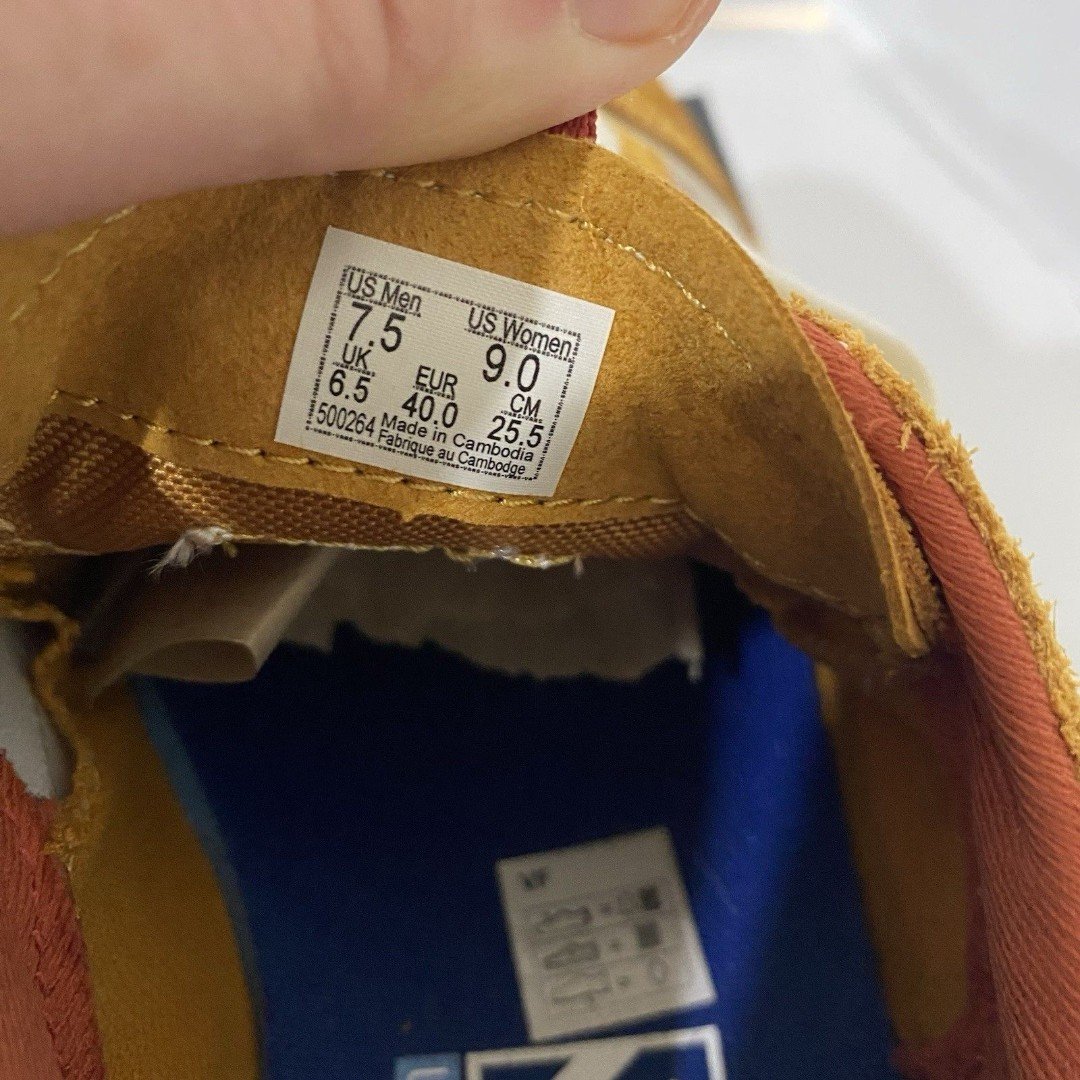 US Men US Women
7.5 9.0
UK EUR CM
6.5 40.0 25.5
500264 Made in Cambodia
Fabrique au Cambodge